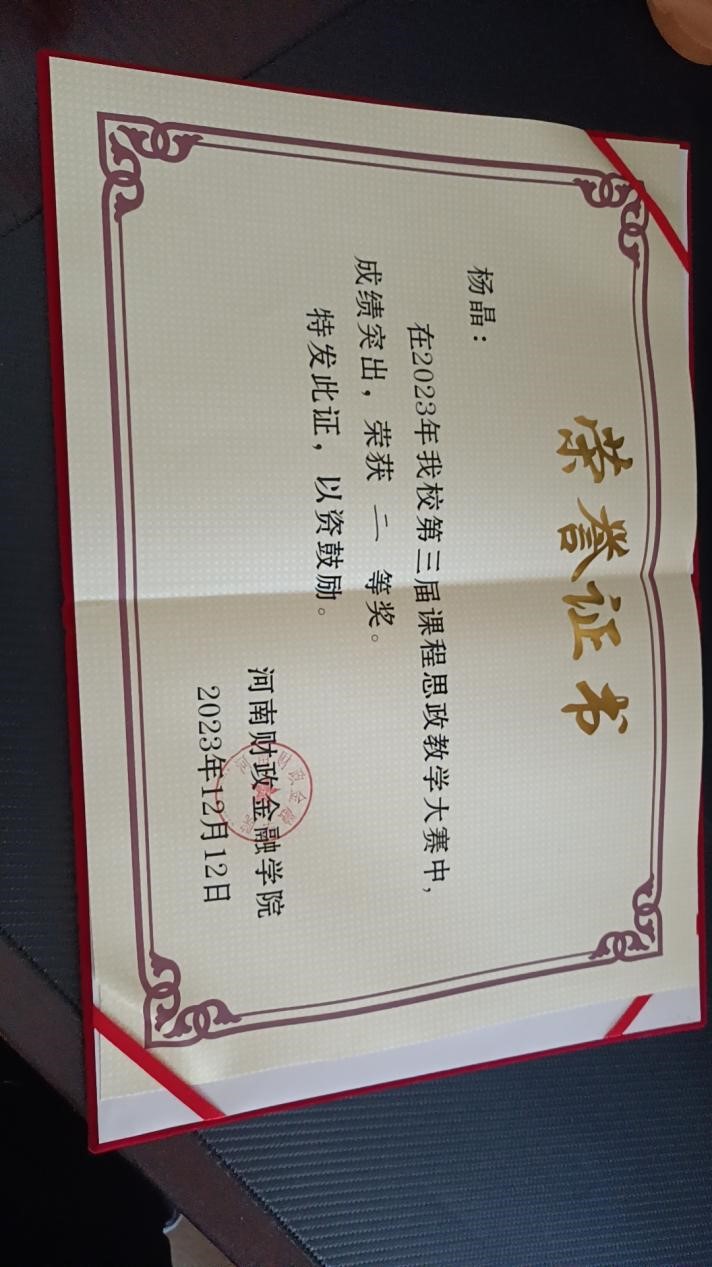 荣誉证书
杨晶：
在2023年我校第三届课程思政教学大赛中，
成绩突出，荣获 二 等奖。
特发此证，以资鼓励。
河南财政金融学院
2023年12月12日